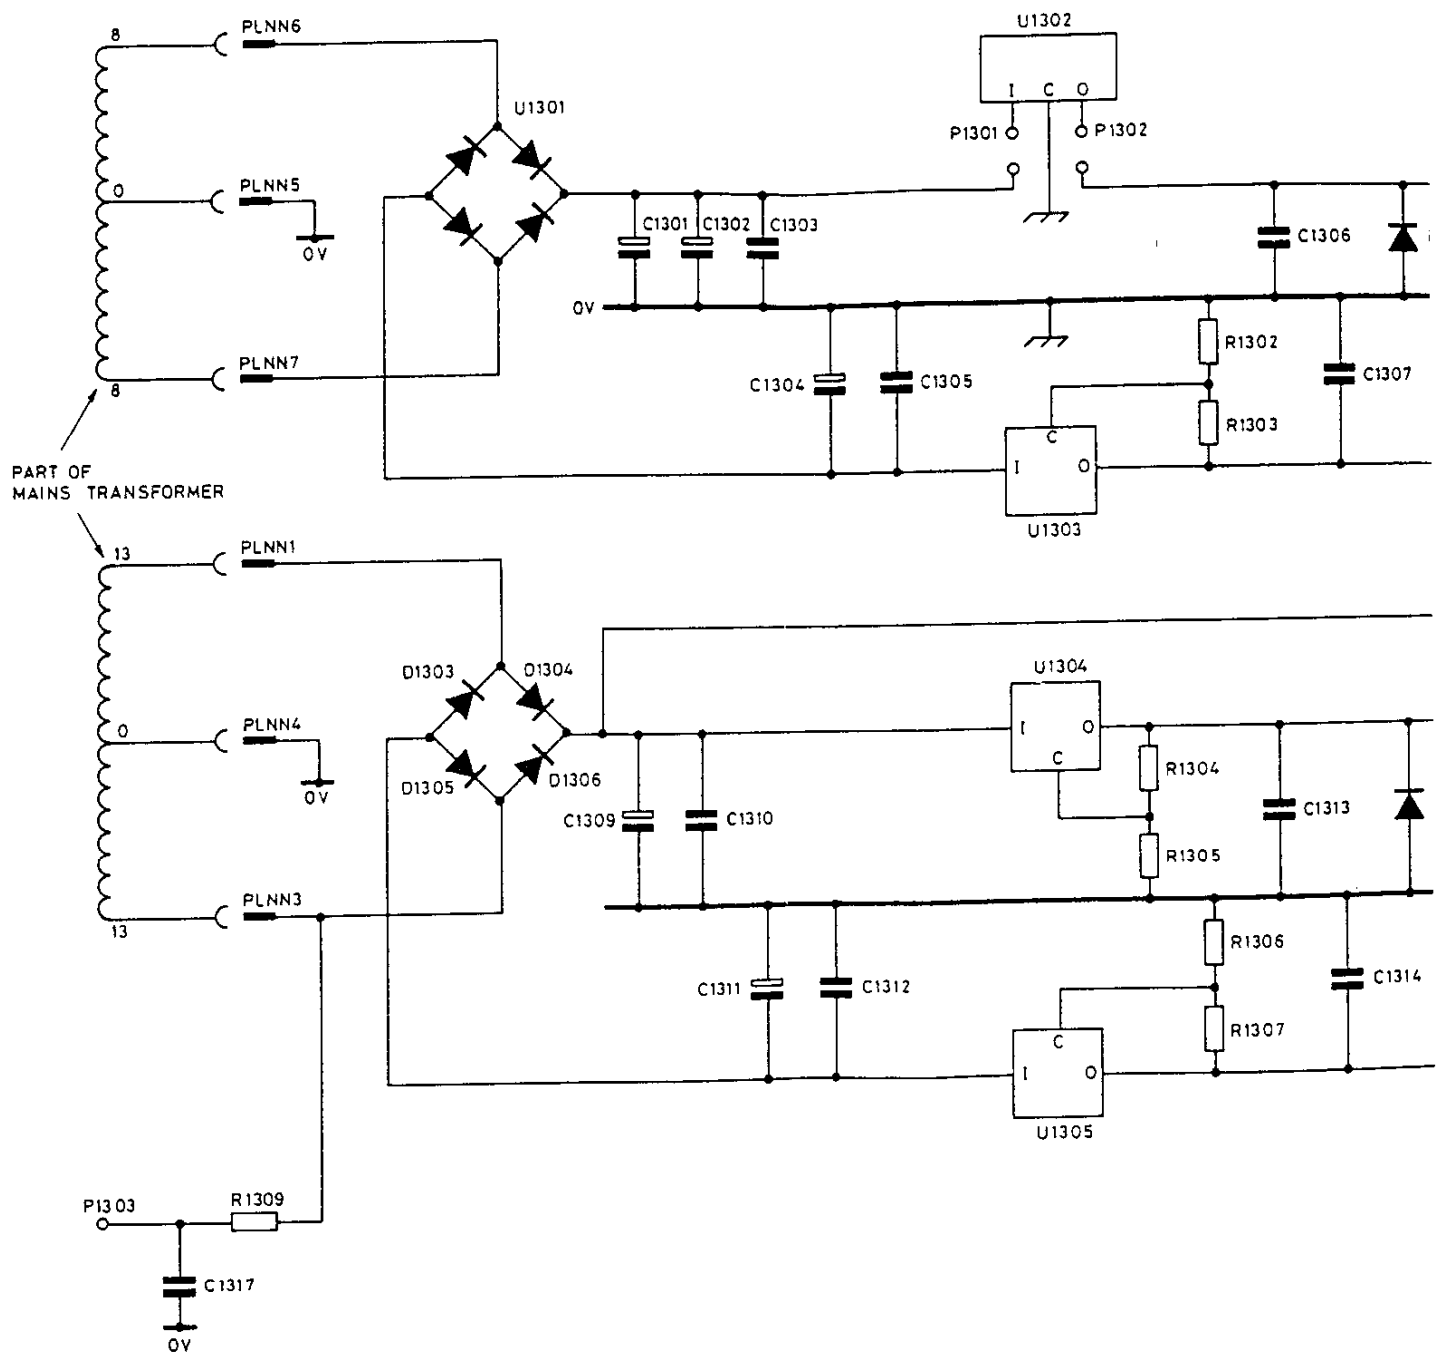 8
PLNN6
U1302
I C O
U1301
P1301
P1302
0
PLNN5
0V
C1301
C1302
C1303
C1306
0V
R1302
PLNN7
8
C1304
C1305
C1307
R1303
C
I
O
U1303
PART OF
MAINS TRANSFORMER
13
PLNN1
D1303
D1304
U1304
I
O
C
0
PLNN4
0V
D1305
D1306
R1304
C1309
C1310
C1313
R1305
PLNN3
13
R1306
C1311
C1312
C1314
R1307
C
I
O
U1305
P1303
R1309
C1317
0V